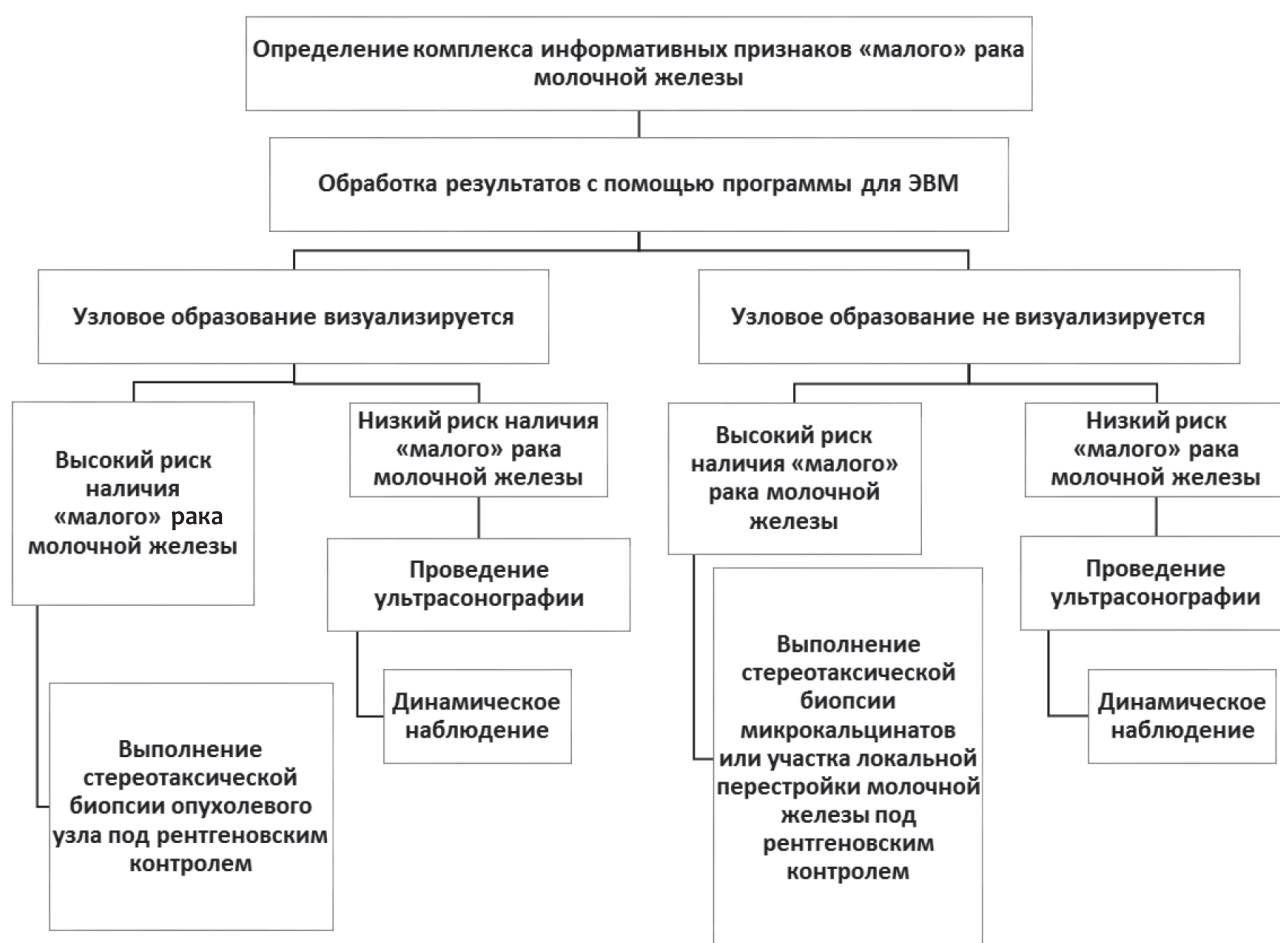 Определение комплекса информативных признаков «малого» рака
молочной железы
Обработка результатов с помощью программы для ЭВМ
Узловое образование визуализируется
Узловое образование не визуализируется
Высокий риск
наличия
«малого» рака
молочной железы
Низкий риск наличия
«малого» рака
молочной железы
Высокий риск
наличия «малого»
рака молочной
железы
Низкий риск
«малого» рака
молочной железы
Проведение
ультрасонографии
Проведение
ультрасонографии
Выполнение
стереотаксической
биопсии опухолевого
узла под рентгеновским
контролем
Динамическое
наблюдение
Выполнение
стереотаксической
биопсии
микрокальцинатов
или участка локальной
перестройки молочной
железы под
рентгеновским
контролем
Динамическое
наблюдение